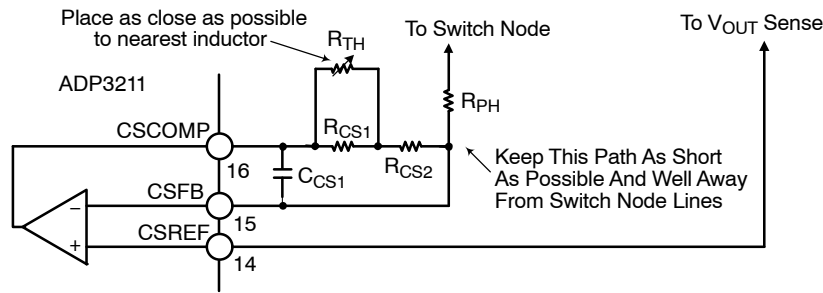 Place as close as possible
to nearest inductor
RTH
To Switch Node
To VOUT Sense
ADP3211
RPH
CSCOMP
RCS1
16
RCS2
Keep This Path As Short
As Possible And Well Away
From Switch Node Lines
CCS1
CSFB
−
15
CSREF
+
14